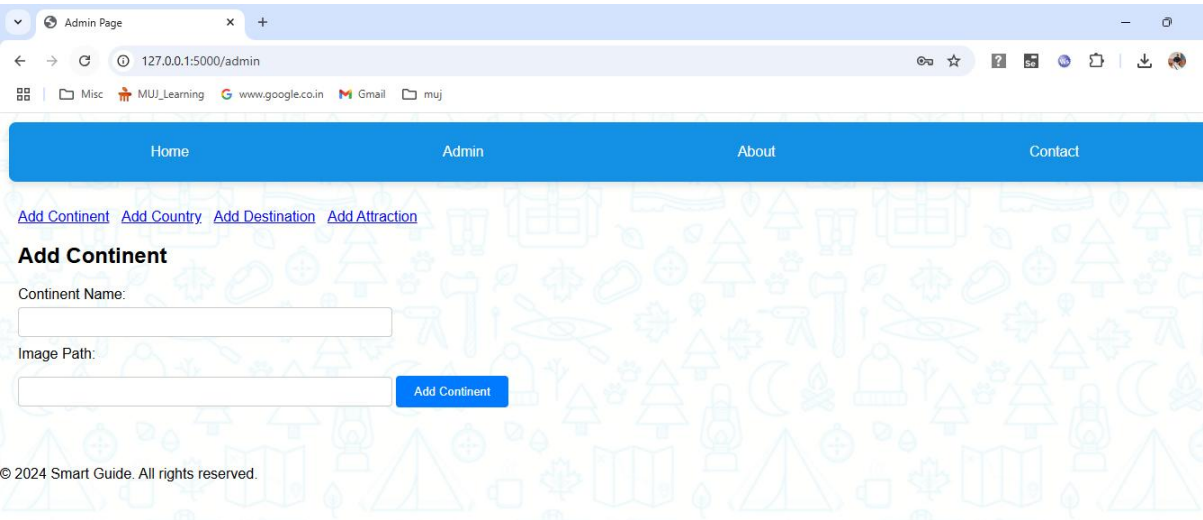 Admin Page
127.0.0.1:5000/admin
Misc MUJ_Learning www.google.co.in Gmail muj
Home Admin About Contact
Add Continent Add Country Add Destination Add Attraction
Add Continent
Continent Name:
Image Path:
Add Continent
© 2024 Smart Guide. All rights reserved.